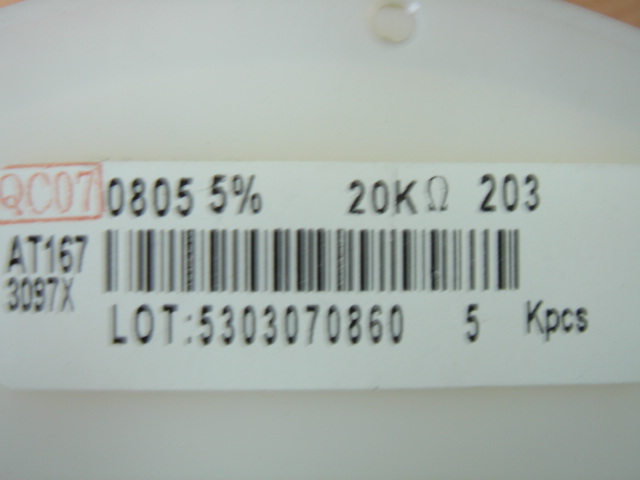 QC07 0805 5% 20KΩ 203
AT167
3097X
LOT:5303070860 5 Kpcs